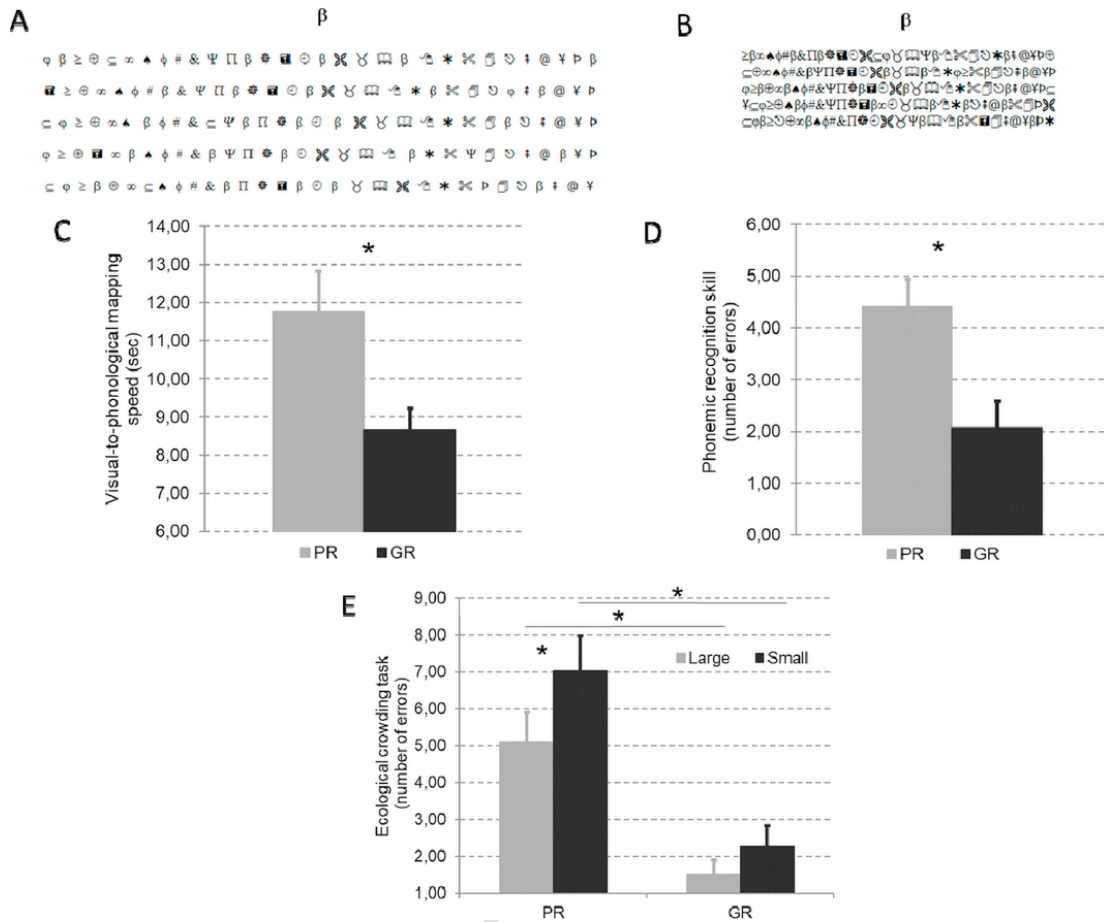 A
β
φ β ≥ ⊕ ⊆ ∞ ♠ ϕ # & Ψ Π β @ ¥ Þ β
≥ ⊕ ∞ ♠ β ϕ # & Ψ Π β β φ ‡ β @ ¥ Þ
⊆ φ ≥ ⊕ ∞ ♠ β ϕ # & ⊆ Ψ β Π β β ‡ @ ¥ Þ
φ ≥ ⊕ ∞ β ♠ ϕ # & β Ψ Π β β Ψ ‡ @ β Þ
⊆ φ ≥ β ⊕ ∞ ⊆ ♠ ϕ # & β Π β β Þ β ‡ @ ¥
B
β
C
14,00
13,00
12,00
11,00
10,00
9,00
8,00
7,00
6,00
Visual-to-phonological mapping
speed (sec)
*
PR GR
D
6,00
5,00
4,00
3,00
2,00
1,00
0,00
Phonemic recognition skill
(number of errors)
*
PR GR
E
9,00
8,00
7,00
6,00
5,00
4,00
3,00
2,00
1,00
Ecological crowding task
(number of errors)
*
*
*
Large Small
PR GR